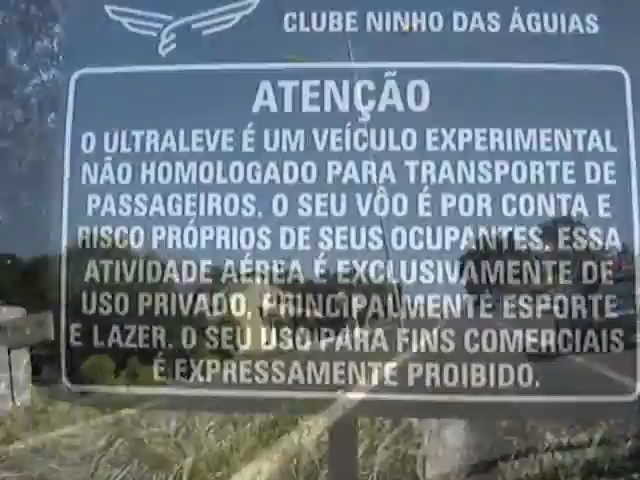 CLUBE NINHO DAS ÁGUIAS
ATENÇÃO
O ULTRALEVE É UM VEÍCULO EXPERIMENTAL
NÃO HOMOLOGADO PARA TRANSPORTE DE
PASSAGEIROS. O SEU VÔO É POR CONTA E
RISCO PRÓPRIOS DE SEUS OCUPANTES. ESSA
ATIVIDADE AÉREA É EXCLUSIVAMENTE DE
USO PRIVADO, PRINCIPALMENTE ESPORTE
E LAZER. O SEU USO PARA FINS COMERCIAIS
É EXPRESSAMENTE PROIBIDO.